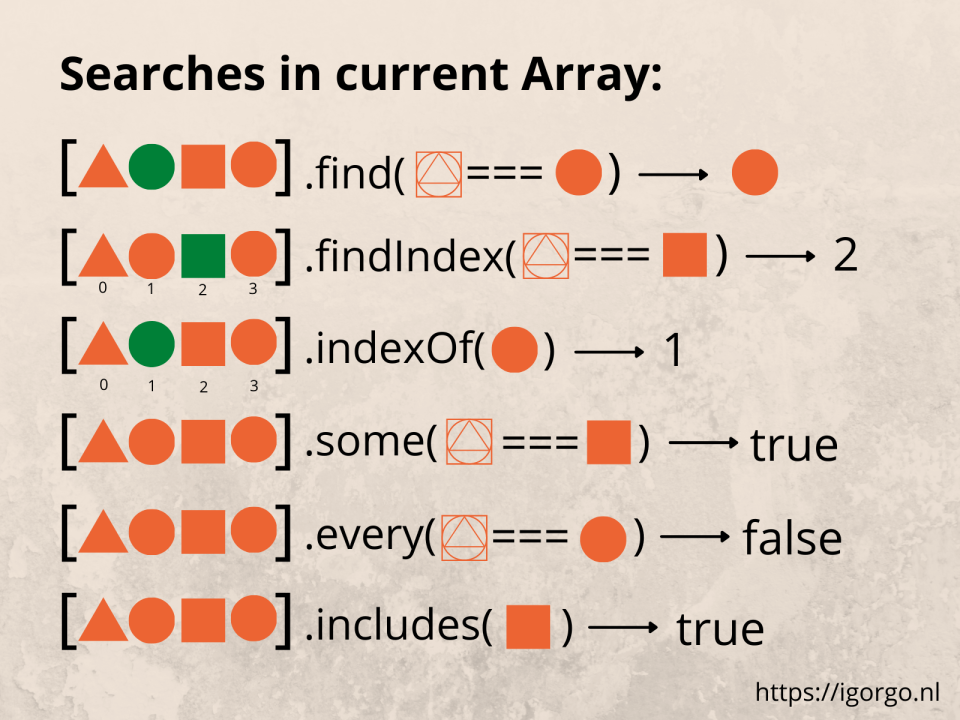 Searches in current Array:
[ ] .find( === ) →
[ ] .findIndex( === ) → 2
0 1 2 3
[ ] .indexOf( ) → 1
0 1 2 3
[ ] .some( === ) → true
[ ] .every( === ) → false
[ ] .includes( ) → true
https://igorgo.nl